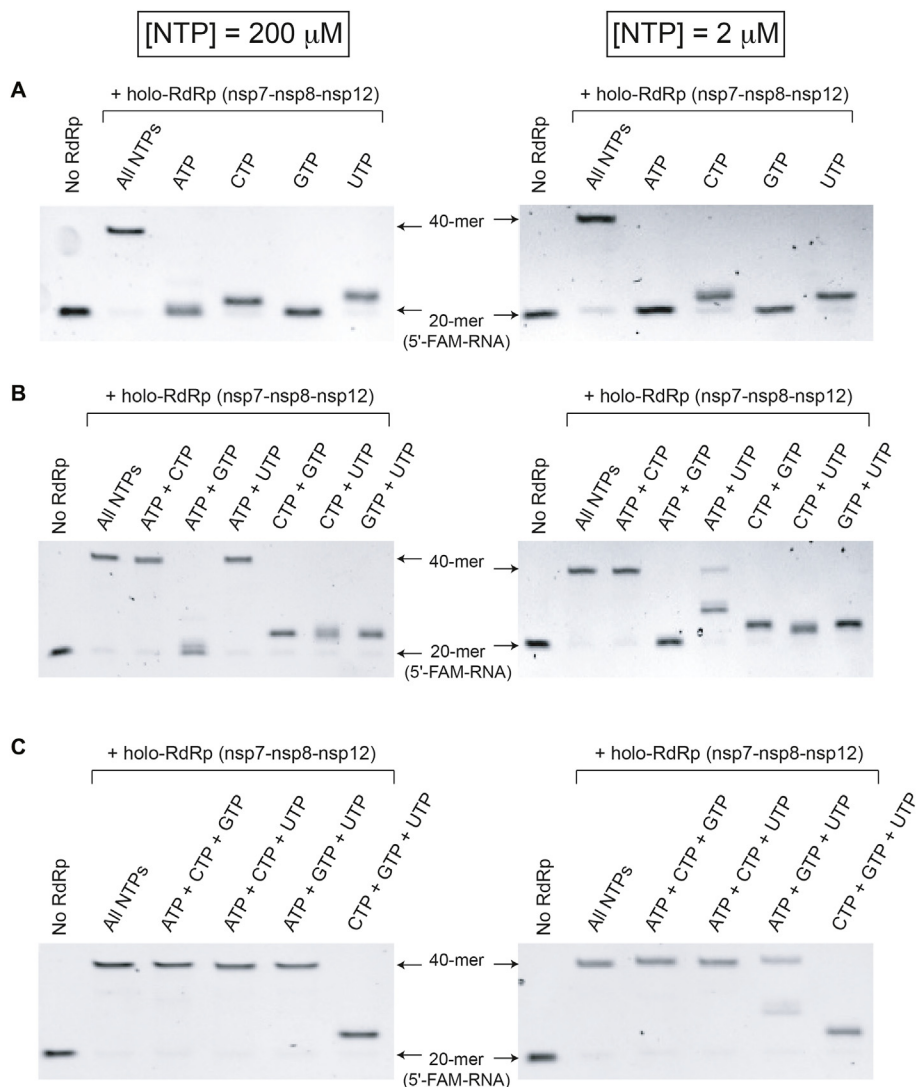 [NTP] = 200 µM
[NTP] = 2 µM
A
+ holo-RdRp (nsp7-nsp8-nsp12)
+ holo-RdRp (nsp7-nsp8-nsp12)
No RdRp
All NTPs
ATP
CTP
GTP
UTP
No RdRp
All NTPs
ATP
CTP
GTP
UTP
40-mer
20-mer
(5'-FAM-RNA)
B
+ holo-RdRp (nsp7-nsp8-nsp12)
+ holo-RdRp (nsp7-nsp8-nsp12)
No RdRp
All NTPs
ATP + CTP
ATP + GTP
ATP + UTP
CTP + GTP
CTP + UTP
GTP + UTP
No RdRp
All NTPs
ATP + CTP
ATP + GTP
ATP + UTP
CTP + GTP
CTP + UTP
GTP + UTP
40-mer
20-mer
(5'-FAM-RNA)
C
+ holo-RdRp (nsp7-nsp8-nsp12)
+ holo-RdRp (nsp7-nsp8-nsp12)
No RdRp
All NTPs
ATP + CTP + GTP
ATP + CTP + UTP
ATP + GTP + UTP
CTP + GTP + UTP
No RdRp
All NTPs
ATP + CTP + GTP
ATP + CTP + UTP
ATP + GTP + UTP
CTP + GTP + UTP
40-mer
20-mer
(5'-FAM-RNA)